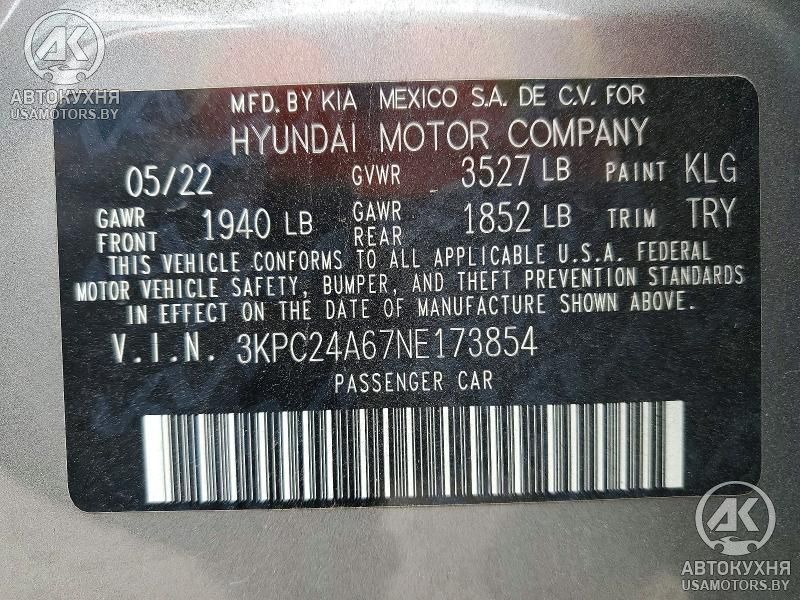 AK
АВТОКУХНЯ
USAMOTORS.BY
MFD. BY KIA MEXICO S.A. DE C.V. FOR
HYUNDAI MOTOR COMPANY
05/22 GVWR 3527 LB PAINT KLG
GAWR FRONT 1940 LB GAWR REAR 1852 LB TRIM TRY
THIS VEHICLE CONFORMS TO ALL APPLICABLE U.S.A. FEDERAL
MOTOR VEHICLE SAFETY, BUMPER, AND THEFT PREVENTION STANDARDS
IN EFFECT ON THE DATE OF MANUFACTURE SHOWN ABOVE.
V.I.N. 3KPC24A67NE173854
PASSENGER CAR
AK
АВТОКУХНЯ
USAMOTORS.BY